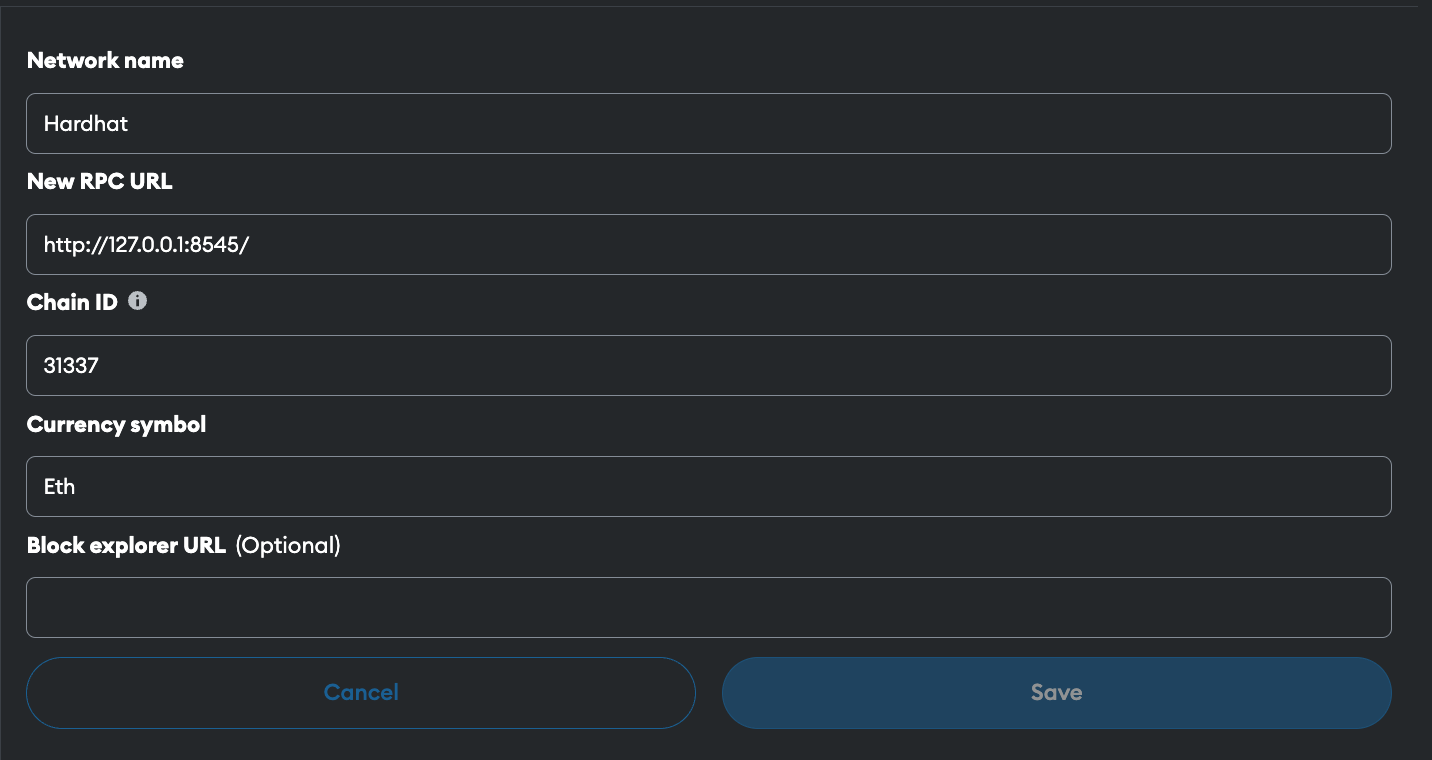 Network name
Hardhat
New RPC URL
http://127.0.0.1:8545/
Chain ID
31337
Currency symbol
Eth
Block explorer URL (Optional)
Cancel
Save